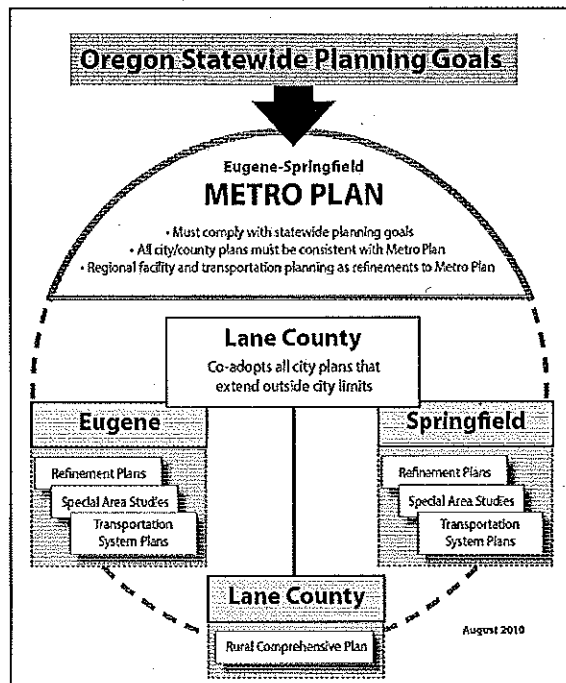 Oregon Statewide Planning Goals
Eugene-Springfield
METRO PLAN
• Must comply with statewide planning goals
• All city/county plans must be consistent with Metro Plan
• Regional facility and transportation planning as refinements to Metro Plan
Lane County
Co-adopts all city plans that
extend outside city limits
Eugene
Refinement Plans
Special Area Studies
Transportation
System Plans
Springfield
Refinement Plans
Special Area Studies
Transportation
System Plans
Lane County
Rural Comprehensive Plan
August 2010